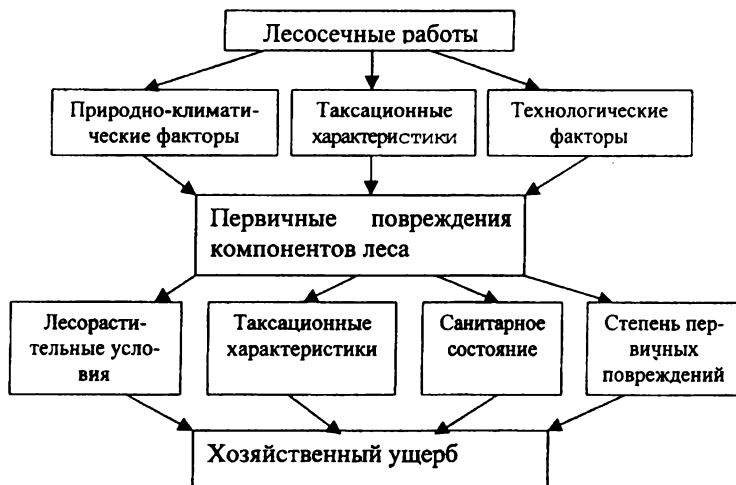 Лесосечные работы
Природно-климати-
ческие факторы
Таксационные
характеристики
Технологические
факторы
Первичные повреждения
компонентов леса
Лесорасти-
тельные усло-
вия
Таксационные
характеристики
Санитарное
состояние
Степень пер-
вичных
повреждений
Хозяйственный ущерб